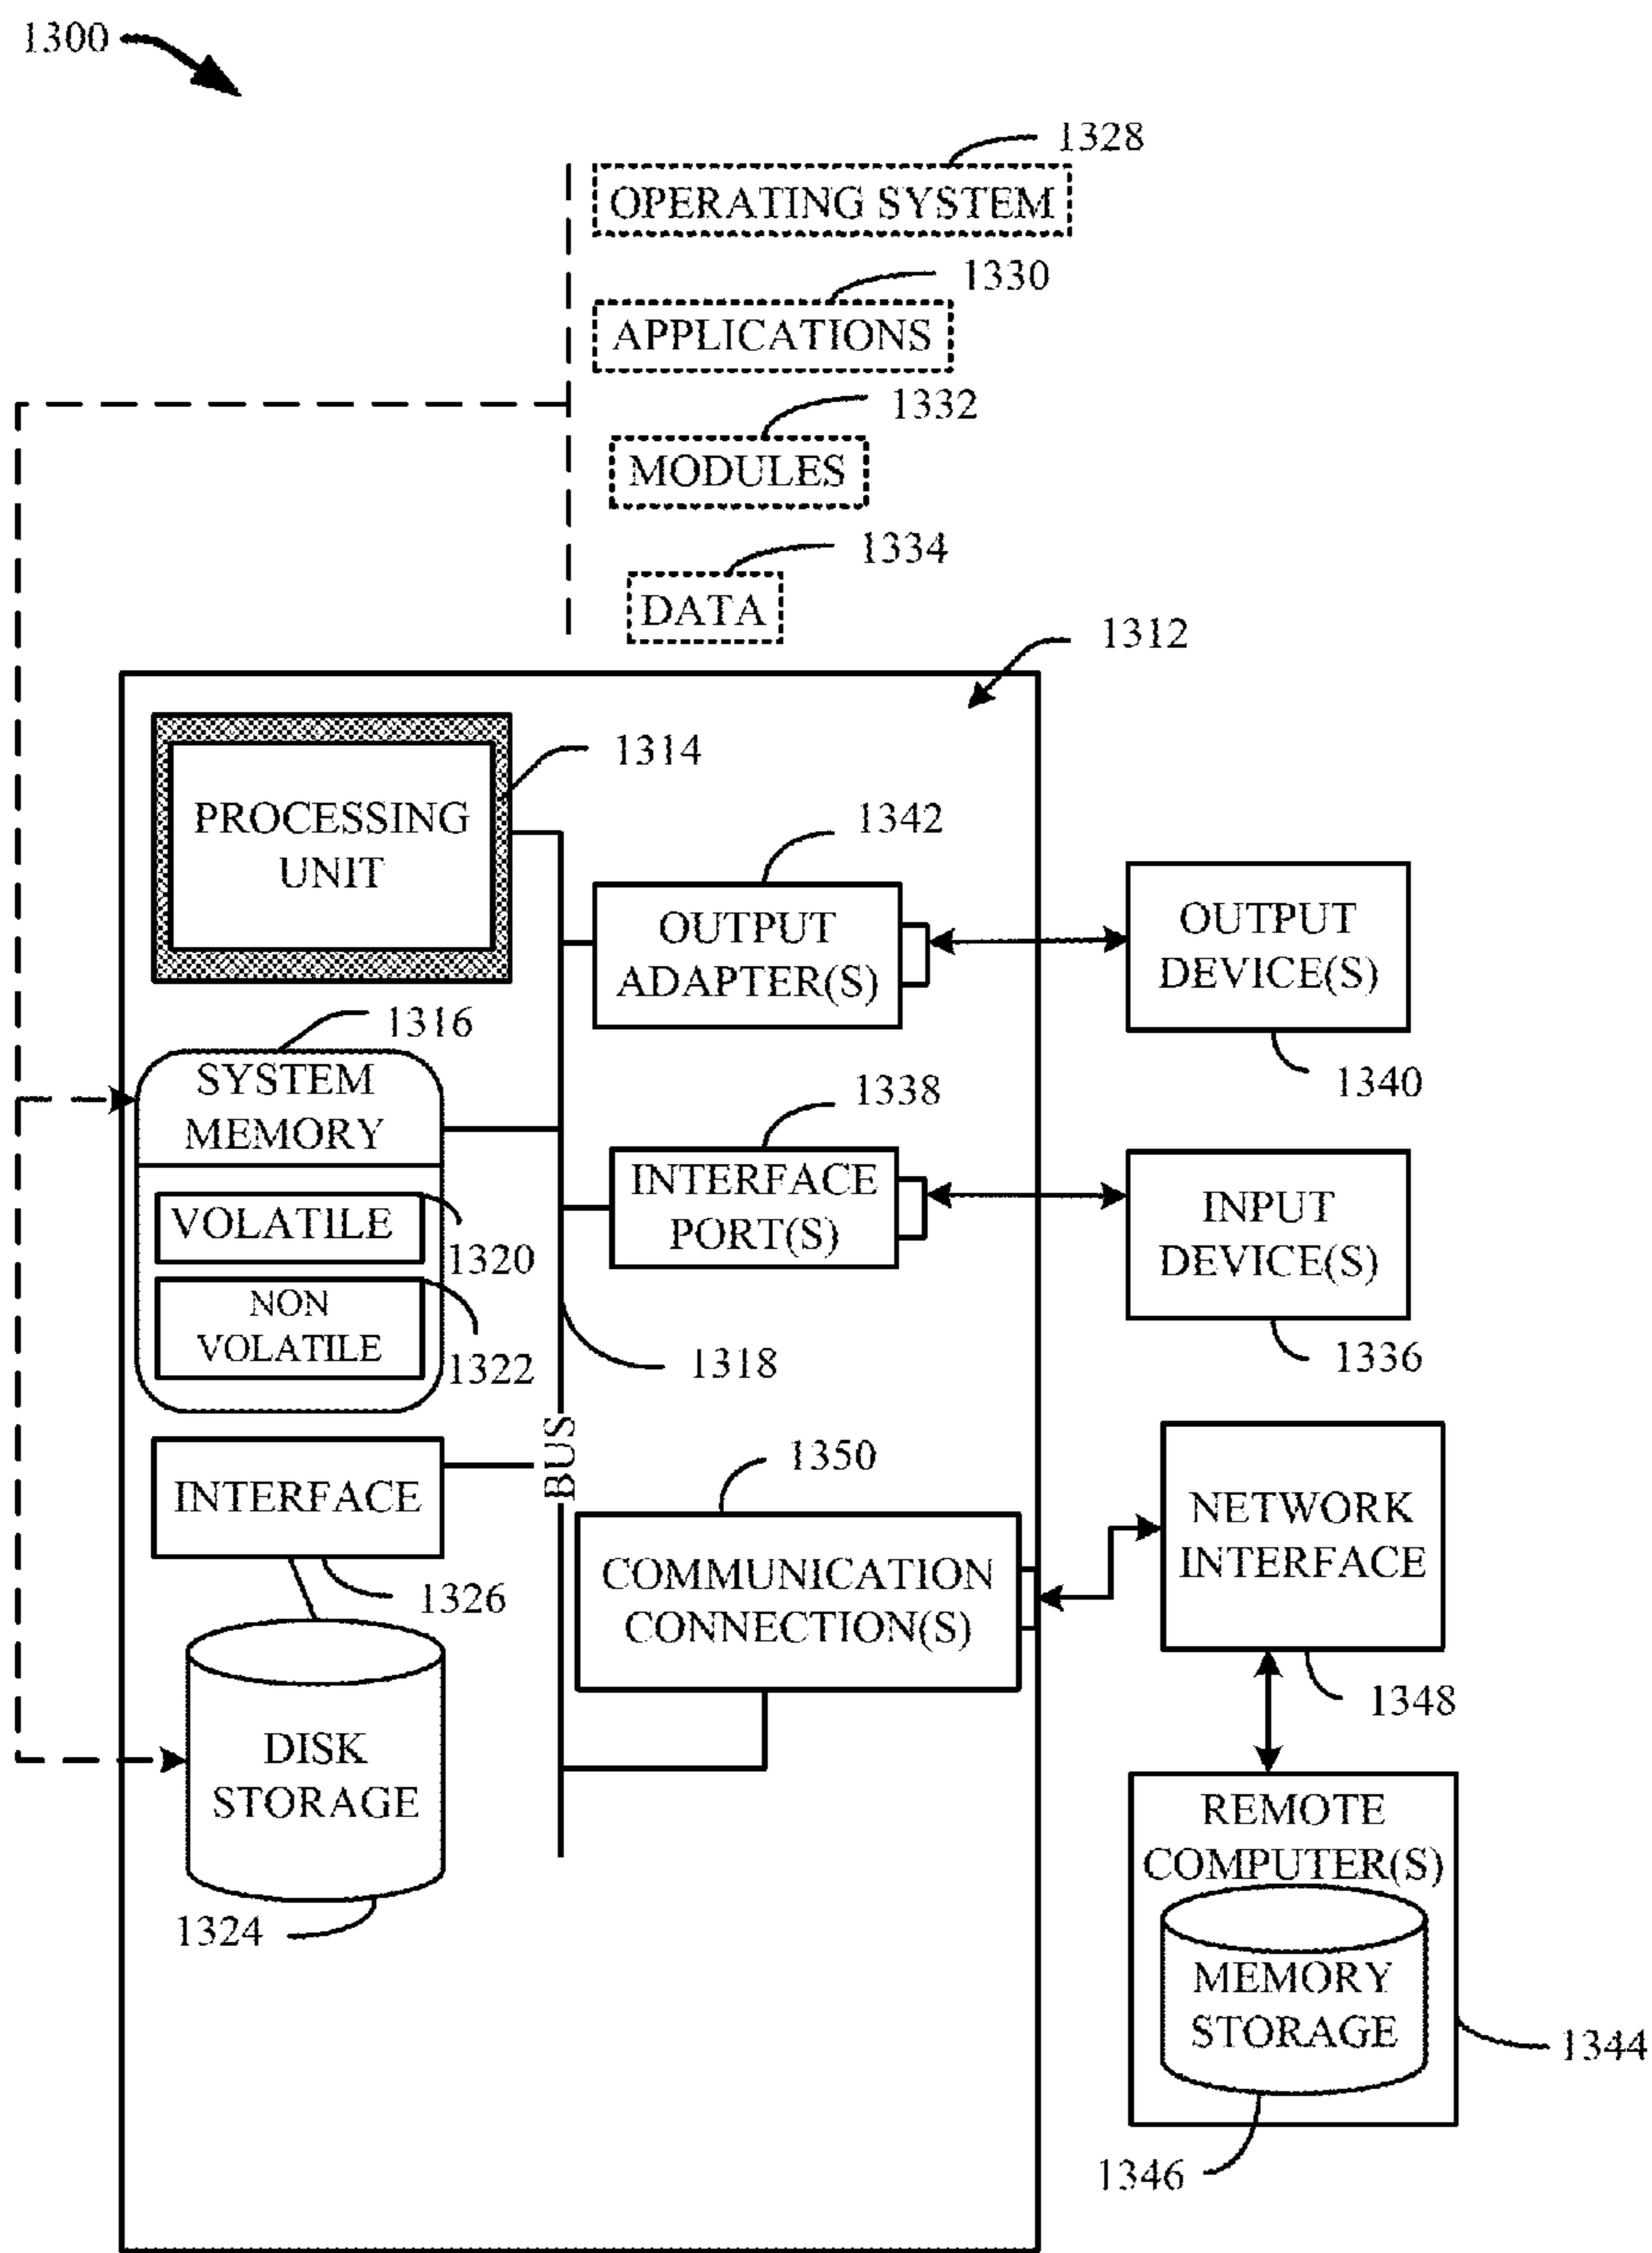 1300
1328
OPERATING SYSTEM
1330
APPLICATIONS
1332
MODULES
1334
DATA
1312
1314
PROCESSING
UNIT
1342
OUTPUT
ADAPTER(S)
OUTPUT
DEVICE(S)
1340
1316
SYSTEM
MEMORY
1338
INTERFACE
PORT(S)
INPUT
DEVICE(S)
1336
VOLATILE
1320
NON
VOLATILE
1322
1318
BUS
INTERFACE
1326
1350
COMMUNICATION
CONNECTION(S)
NETWORK
INTERFACE
1348
DISK
STORAGE
1324
REMOTE
COMPUTER(S)
MEMORY
STORAGE
1344
1346